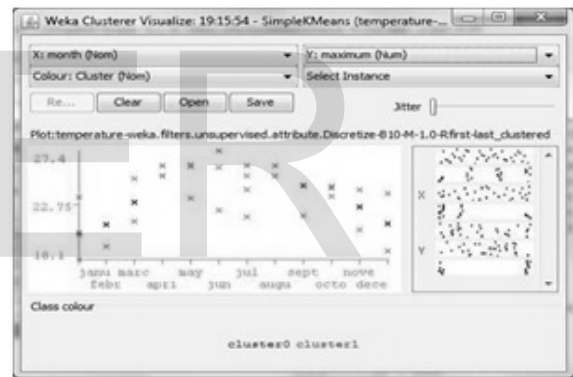 Weka Clusterer Visualize: 19:15:54 - SimpleKMeans (temperature-...
X: month (Nom) Y: maximum (Num)
Colour: Cluster (Nom) Select Instance
Re... Clear Open Save Jitter
Plot:temperature-weka.filters.unsupervised.attribute.Discretize-B10-M-1.0-Rfirst-last_clustered
27.4
22.75
18.1
X
Y
janu marc may jul sept nove
febr apri jun augu octo dece
Class colour
cluster0 cluster1
ER